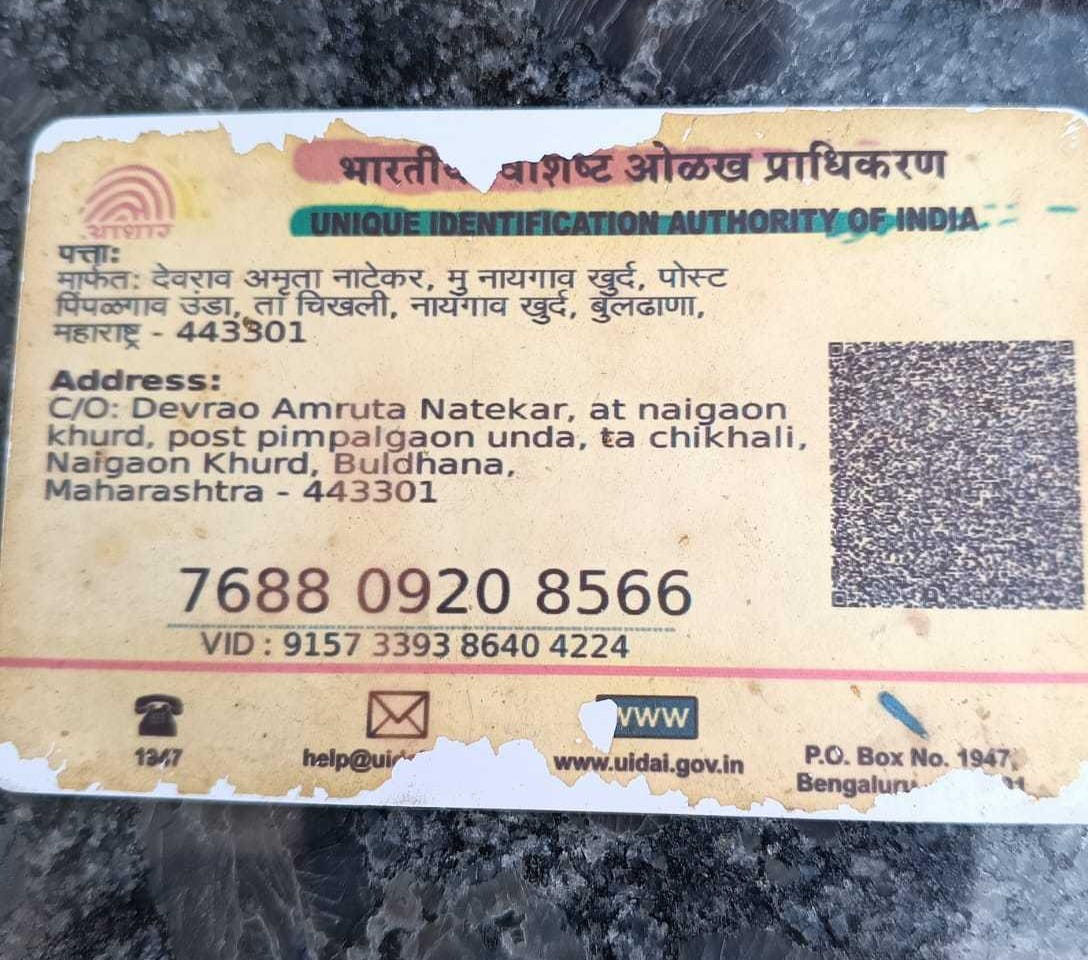 भारतीय विशिष्ट ओळख प्राधिकरण
UNIQUE IDENTIFICATION AUTHORITY OF INDIA
आधार
पत्ता:
मार्फत: देवराव अमृता नाटेकर, मु नायगाव खुर्द, पोस्ट
पिंपळगाव उंडा, ता चिखली, नायगाव खुर्द, बुलढाणा,
महाराष्ट्र - 443301
Address:
C/O: Devrao Amruta Natekar, at naigaon
khurd, post pimpalgaon unda, ta chikhali,
Naigaon Khurd, Buldhana,
Maharashtra - 443301
7688 0920 8566
VID : 9157 3393 8640 4224
1947
www
www.uidai.gov.in
P.O. Box No. 1947,